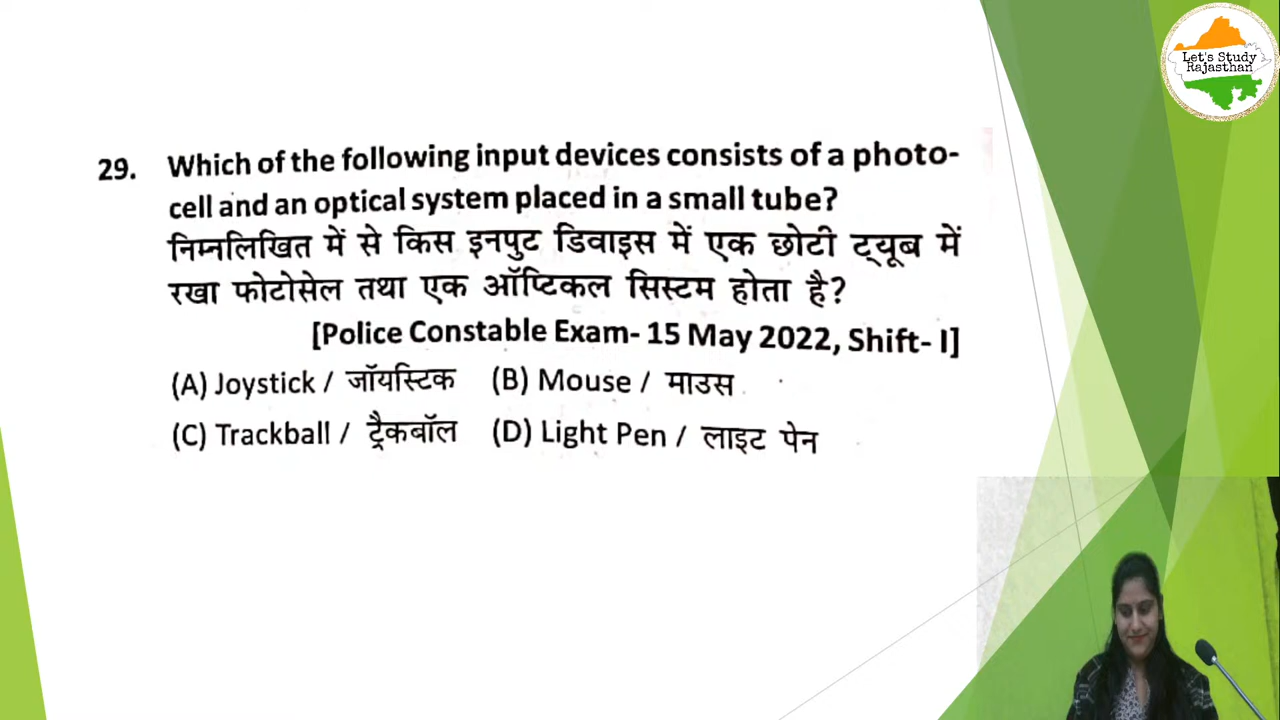 Let's Study
Rajasthan
29. Which of the following input devices consists of a photo-
cell and an optical system placed in a small tube?
निम्नलिखित में से किस इनपुट डिवाइस में एक छोटी ट्यूब में
रखा फोटोसेल तथा एक ऑप्टिकल सिस्टम होता है?
[Police Constable Exam- 15 May 2022, Shift- I]
(A) Joystick / जॉयस्टिक (B) Mouse / माउस
(C) Trackball / ट्रैकबॉल (D) Light Pen / लाइट पेन